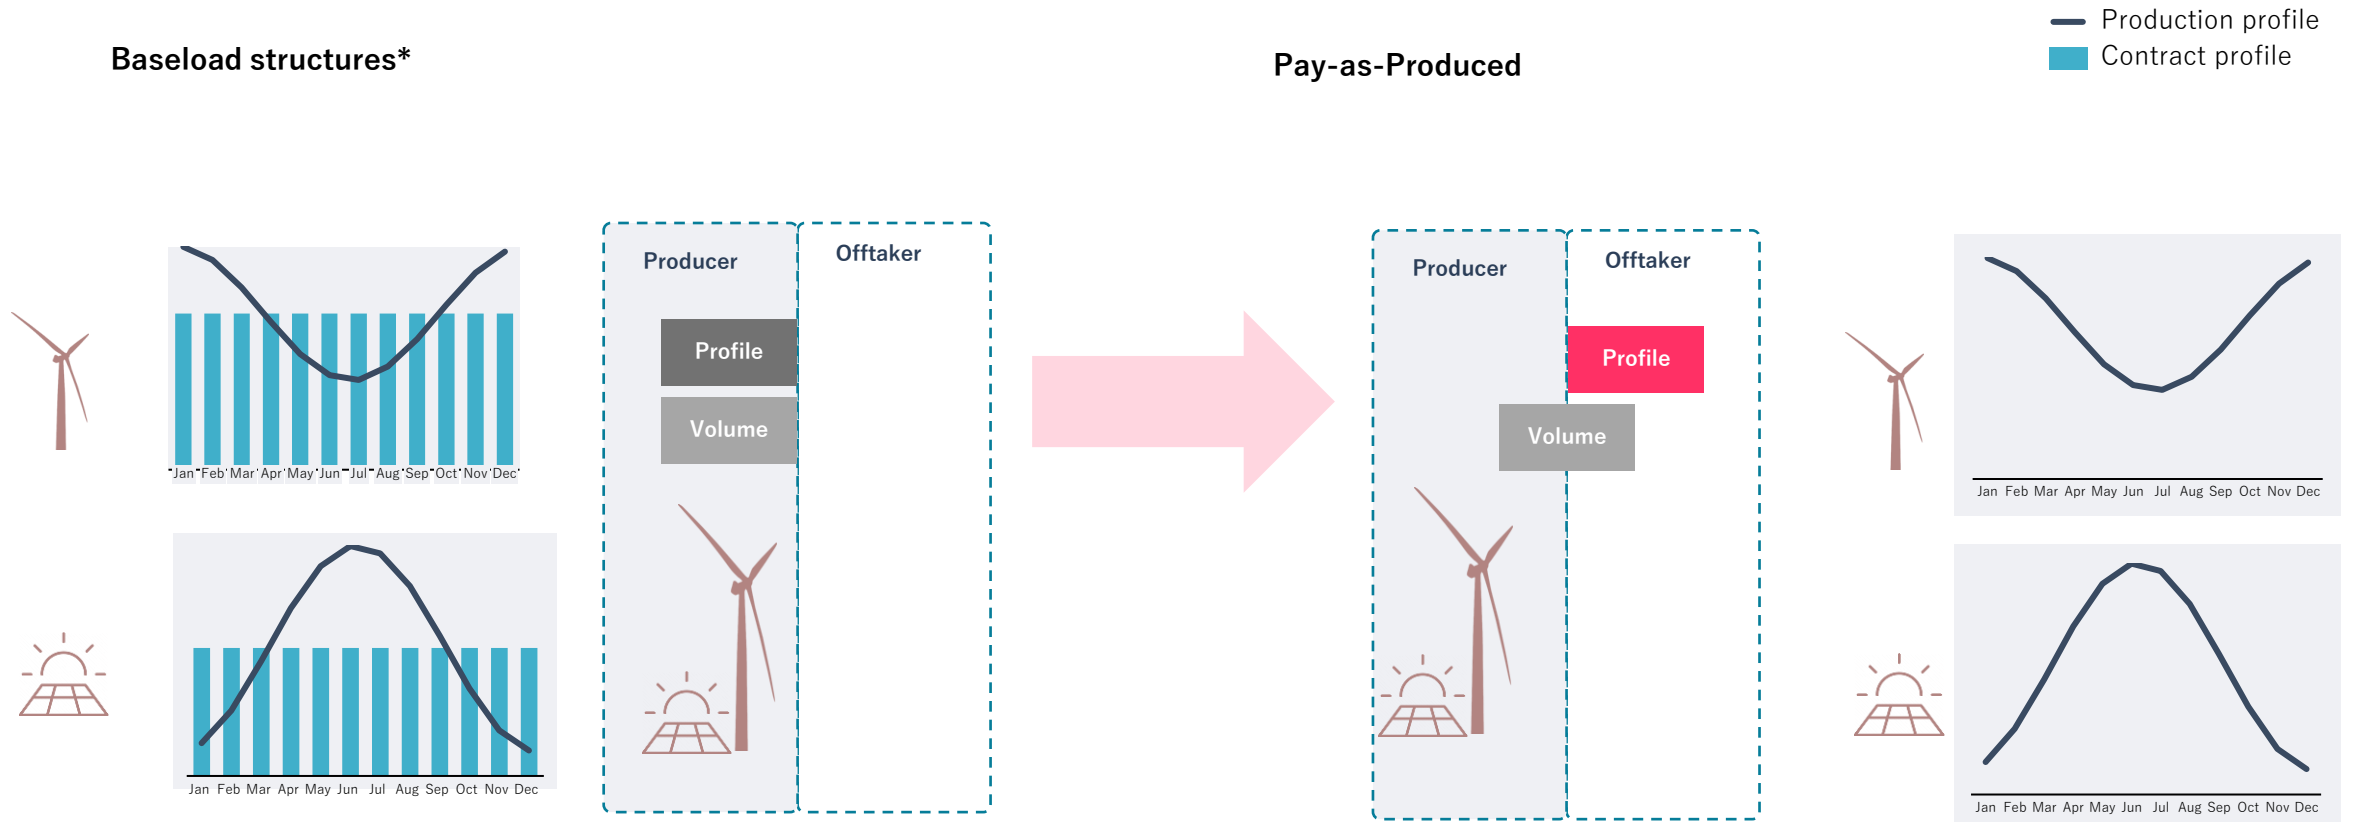 Production profile
Contract profile
Baseload structures*
Pay-as-Produced
Jan Feb Mar Apr May Jun Jul Aug Sep Oct Nov Dec
Jan Feb Mar Apr May Jun Jul Aug Sep Oct Nov Dec
Producer
Offtaker
Profile
Volume
Producer
Offtaker
Profile
Volume
Jan Feb Mar Apr May Jun Jul Aug Sep Oct Nov Dec
Jan Feb Mar Apr May Jun Jul Aug Sep Oct Nov Dec